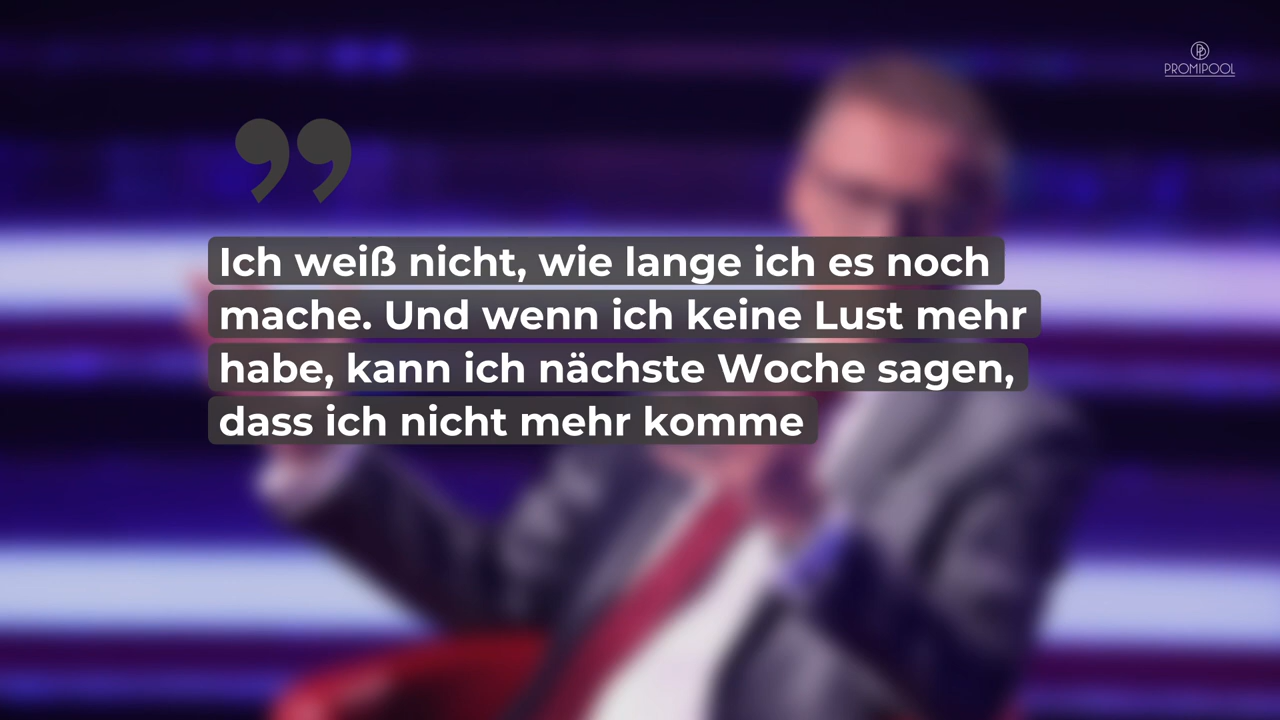 PROMIPOOL
”
Ich weiß nicht, wie lange ich es noch
mache. Und wenn ich keine Lust mehr
habe, kann ich nächste Woche sagen,
dass ich nicht mehr komme